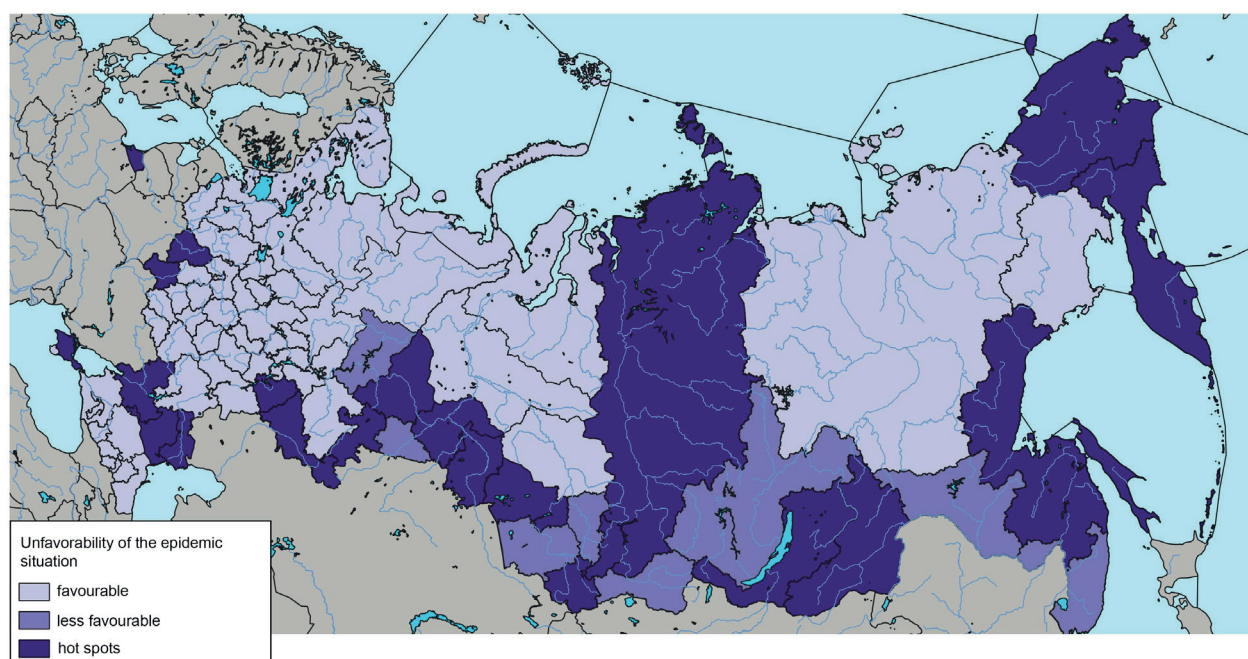 Unfavorability of the epidemic
situation
favourable
less favourable
hot spots